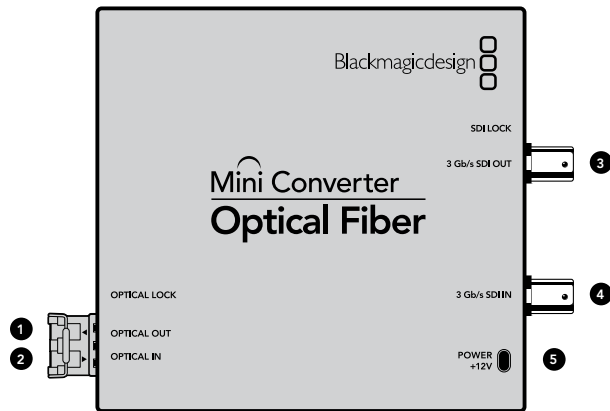 Blackmagicdesign
SDI LOCK
3 Gb/s SDI OUT
3
Mini Converter
Optical Fiber
OPTICAL LOCK
3 Gb/s SDI IN
4
1
OPTICAL OUT
2
OPTICAL IN
POWER
+12V
5